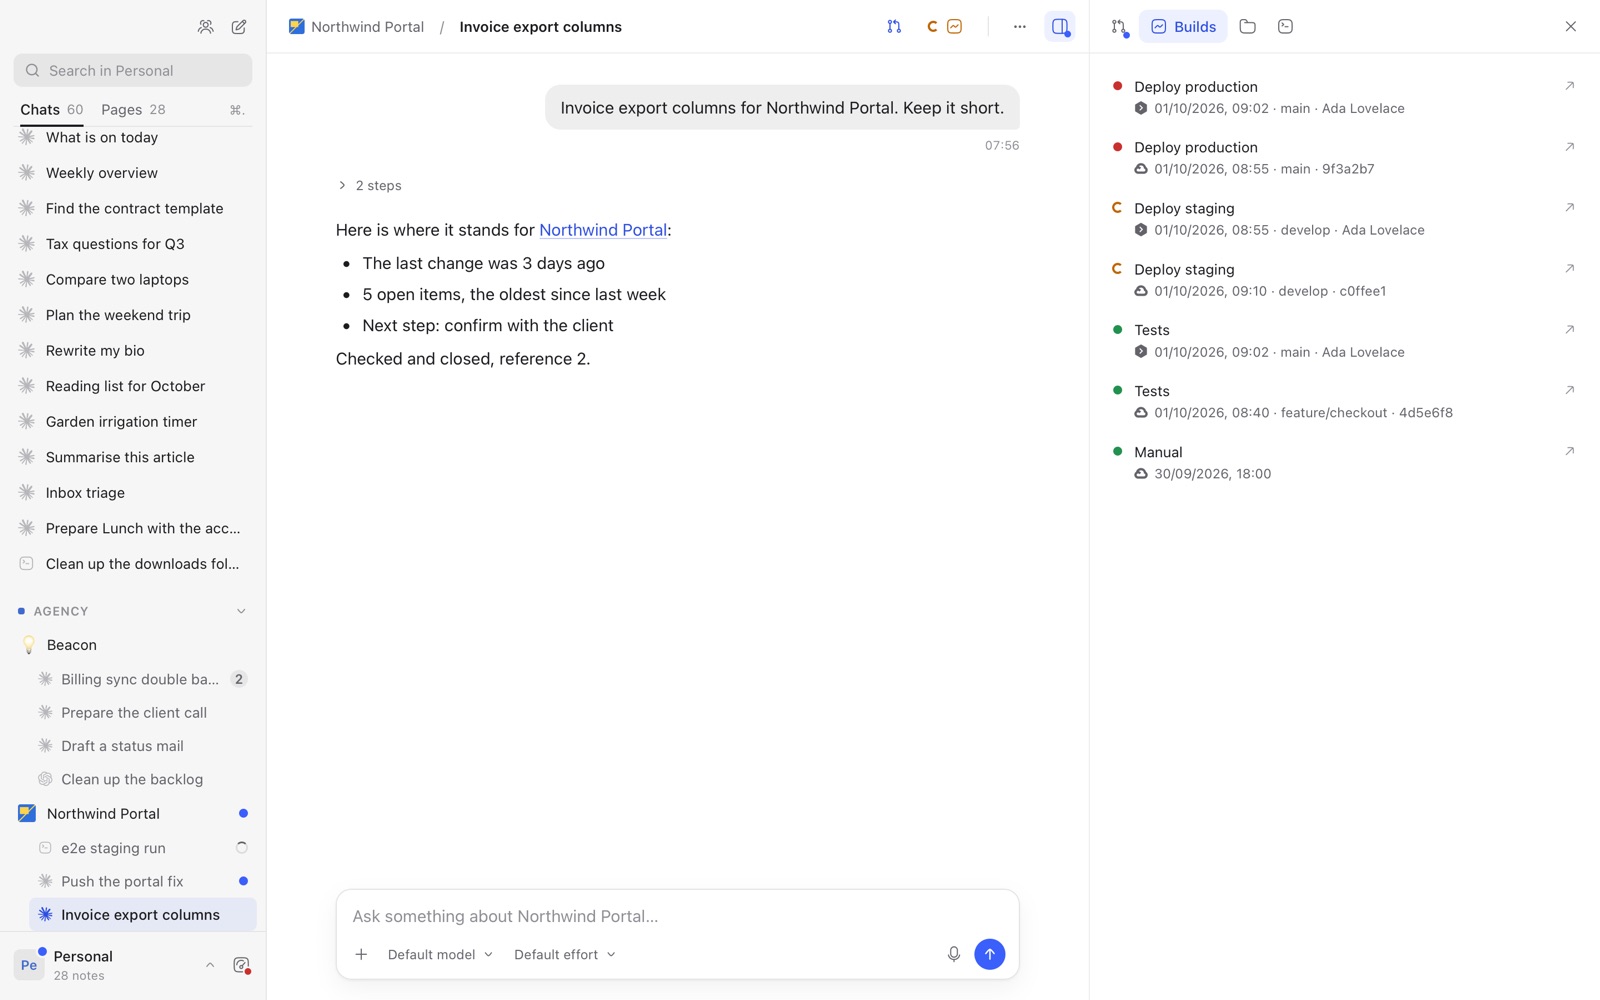 Search in Personal
Chats 60
Pages 28
⌘.
What is on today
Weekly overview
Find the contract template
Tax questions for Q3
Compare two laptops
Plan the weekend trip
Rewrite my bio
Reading list for October
Garden irrigation timer
Summarise this article
Inbox triage
Prepare Lunch with the acc...
Clean up the downloads fol...
AGENCY
Beacon
Billing sync double ba... 2
Prepare the client call
Draft a status mail
Clean up the backlog
Northwind Portal
e2e staging run
Push the portal fix
Invoice export columns
Pe
Personal
28 notes
Northwind Portal / Invoice export columns
Invoice export columns for Northwind Portal. Keep it short.
07:56
2 steps
Here is where it stands for Northwind Portal:
• The last change was 3 days ago
• 5 open items, the oldest since last week
• Next step: confirm with the client
Checked and closed, reference 2.
Ask something about Northwind Portal...
Default model
Default effort
Builds
Deploy production
01/10/2026, 09:02 · main · Ada Lovelace
Deploy production
01/10/2026, 08:55 · main · 9f3a2b7
Deploy staging
01/10/2026, 08:55 · develop · Ada Lovelace
Deploy staging
01/10/2026, 09:10 · develop · c0ffee1
Tests
01/10/2026, 09:02 · main · Ada Lovelace
Tests
01/10/2026, 08:40 · feature/checkout · 4d5e6f8
Manual
30/09/2026, 18:00